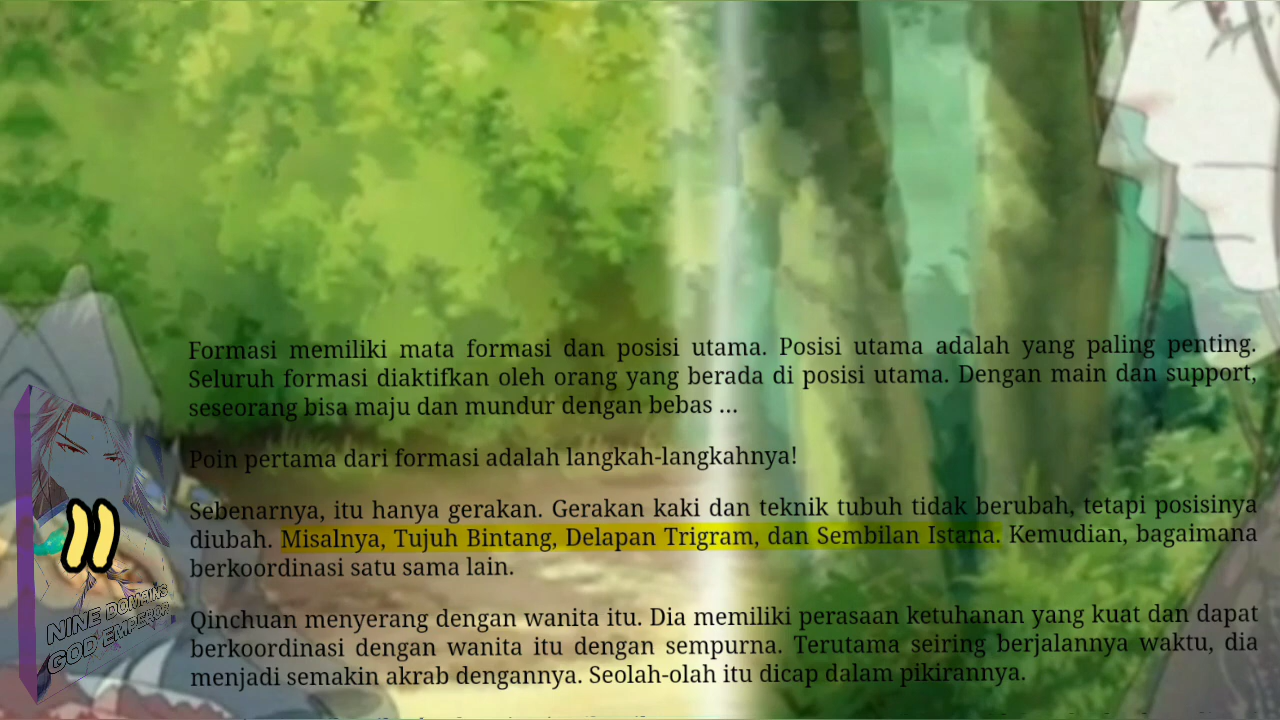 Formasi memiliki mata formasi dan posisi utama. Posisi utama adalah yang paling penting.
Seluruh formasi diaktifkan oleh orang yang berada di posisi utama. Dengan main dan support,
seseorang bisa maju dan mundur dengan bebas ...
Poin pertama dari formasi adalah langkah-langkahnya!
Sebenarnya, itu hanya gerakan. Gerakan kaki dan teknik tubuh tidak berubah, tetapi posisinya
diubah. Misalnya, Tujuh Bintang, Delapan Trigram, dan Sembilan Istana. Kemudian, bagaimana
berkoordinasi satu sama lain.
Qinchuan menyerang dengan wanita itu. Dia memiliki perasaan ketuhanan yang kuat dan dapat
berkoordinasi dengan wanita itu dengan sempurna. Terutama seiring berjalannya waktu, dia
menjadi semakin akrab dengannya. Seolah-olah itu dicap dalam pikirannya.
NINE DOMAINS
GOD EMPEROR